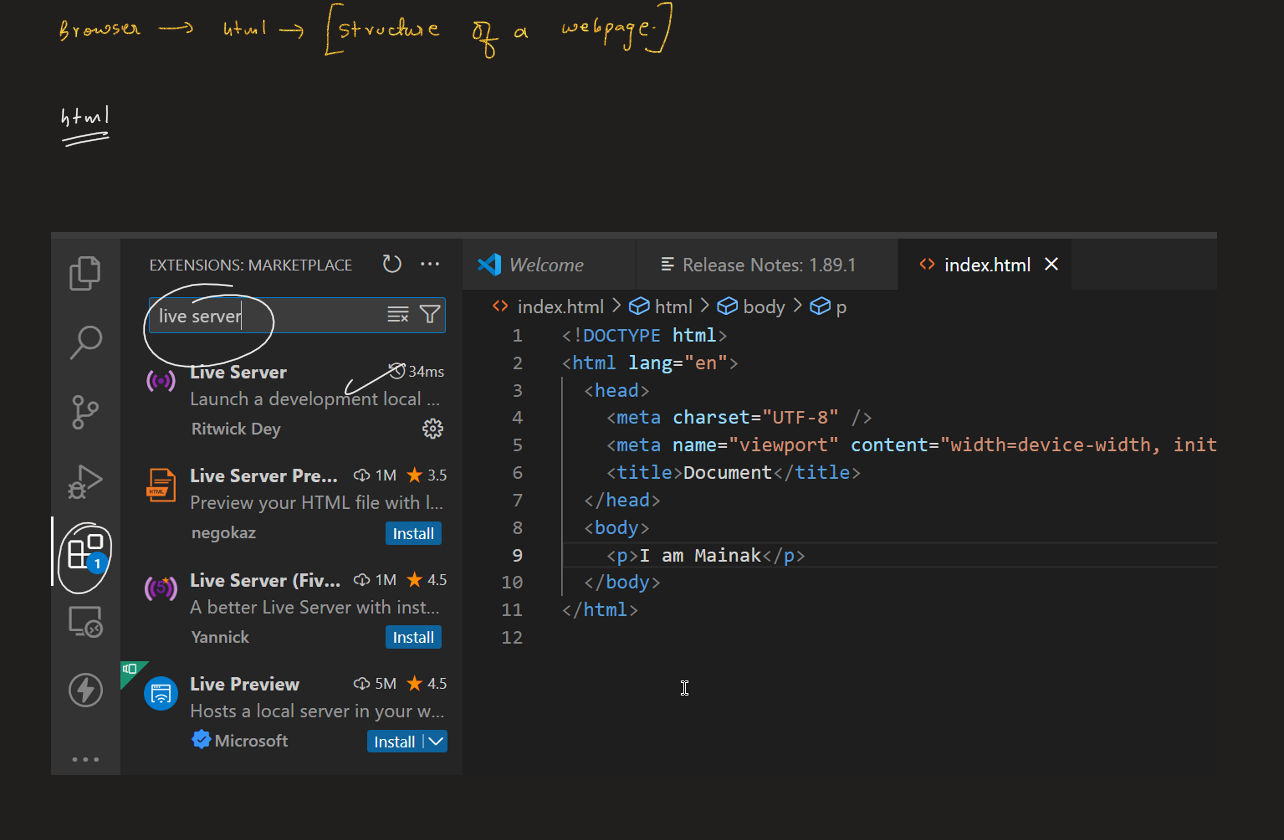 Browser → html → [structure of a webpage.]
html
EXTENSIONS: MARKETPLACE
live server
Live Server 34ms
Launch a development local ...
Ritwick Dey
Live Server Pre... 1M ★ 3.5
Preview your HTML file with l...
negokaz Install
Live Server (Fiv... 1M ★ 4.5
A better Live Server with inst...
Yannick Install
Live Preview 5M ★ 4.5
Hosts a local server in your w...
Microsoft Install
1
Welcome Release Notes: 1.89.1 <> index.html ×
<> index.html > html > body > p
1 <!DOCTYPE html>
2 <html lang="en">
3 <head>
4 <meta charset="UTF-8" />
5 <meta name="viewport" content="width=device-width, init
6 <title>Document</title>
7 </head>
8 <body>
9 <p>I am Mainak</p>
10 </body>
11 </html>
12